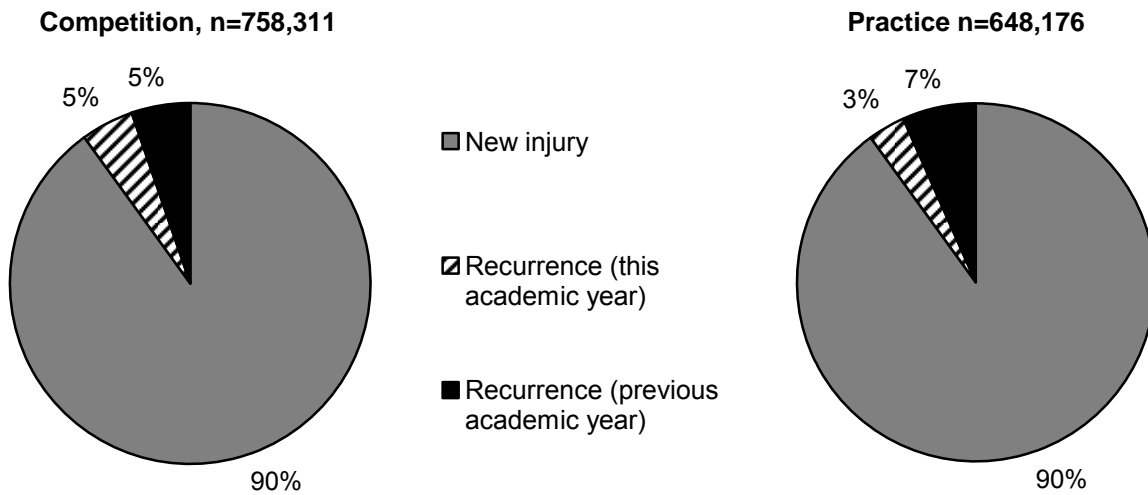 Competition, n=758,311
5%
5%
90%
New injury
Recurrence (this
academic year)
Recurrence (previous
academic year)
Practice n=648,176
3%
7%
90%